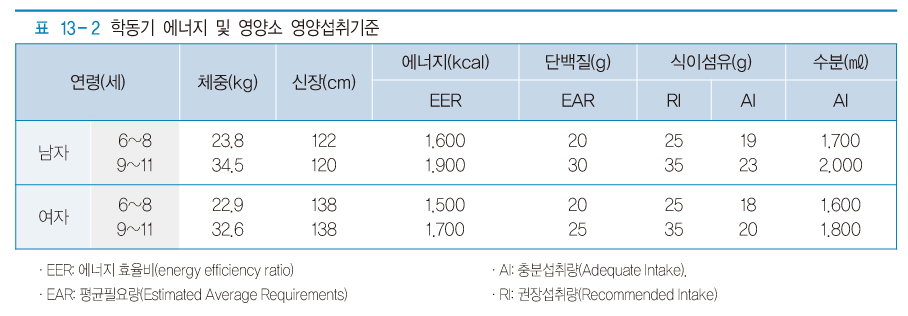 표 13-2 학동기 에너지 및 영양소 영양섭취기준
연령(세) 체중(kg) 신장(cm) 에너지(kcal) 단백질(g) 식이섬유(g) 수분(㎖)
EER EAR RI AI AI
남자 6~8 23.8 122 1,600 20 25 19 1,700
9~11 34.5 120 1,900 30 35 23 2,000
여자 6~8 22.9 138 1,500 20 25 18 1,600
9~11 32.6 138 1,700 25 35 20 1,800
· EER: 에너지 효율비(energy efficiency ratio) · AI: 충분섭취량(Adequate Intake).
· EAR: 평균필요량(Estimated Average Requirements) · RI: 권장섭취량(Recommended Intake)